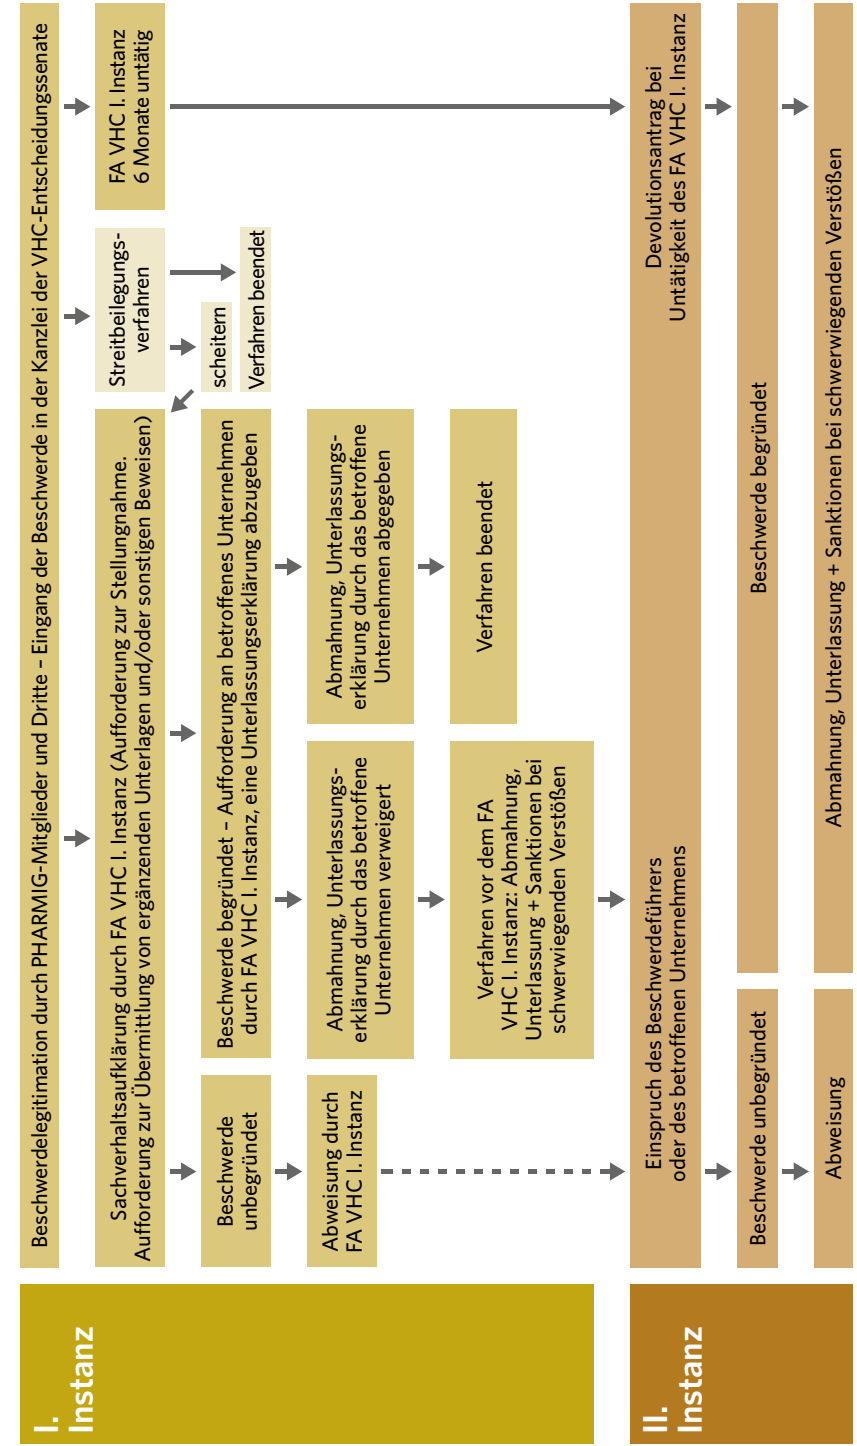 I.
Instanz
Beschwerdelegitimation durch PHARMIG-Mitglieder und Dritte – Eingang der Beschwerde in der Kanzlei der VHC-Entscheidungssenate
Sachverhaltsaufklärung durch FA VHC I. Instanz (Aufforderung zur Stellungnahme.
Aufforderung zur Übermittlung von ergänzenden Unterlagen und/oder sonstigen Beweisen)
Streitbeilegungs-
verfahren
FA VHC I. Instanz
6 Monate untätig
scheitern
Verfahren beendet
Beschwerde
unbegründet
Beschwerde begründet – Aufforderung an betroffenes Unternehmen
durch FA VHC I. Instanz, eine Unterlassungserklärung abzugeben
Abweisung durch
FA VHC I. Instanz
Abmahnung, Unterlassungs-
erklärung durch das betroffene
Unternehmen verweigert
Abmahnung, Unterlassungs-
erklärung durch das betroffene
Unternehmen abgegeben
Verfahren vor dem FA
VHC I. Instanz: Abmahnung,
Unterlassung + Sanktionen bei
schwerwiegenden Verstößen
Verfahren beendet
II.
Instanz
Einspruch des Beschwerdeführers
oder des betroffenen Unternehmens
Devolutionsantrag bei
Untätigkeit des FA VHC I. Instanz
Beschwerde unbegründet
Beschwerde begründet
Abweisung
Abmahnung, Unterlassung + Sanktionen bei schwerwiegenden Verstößen